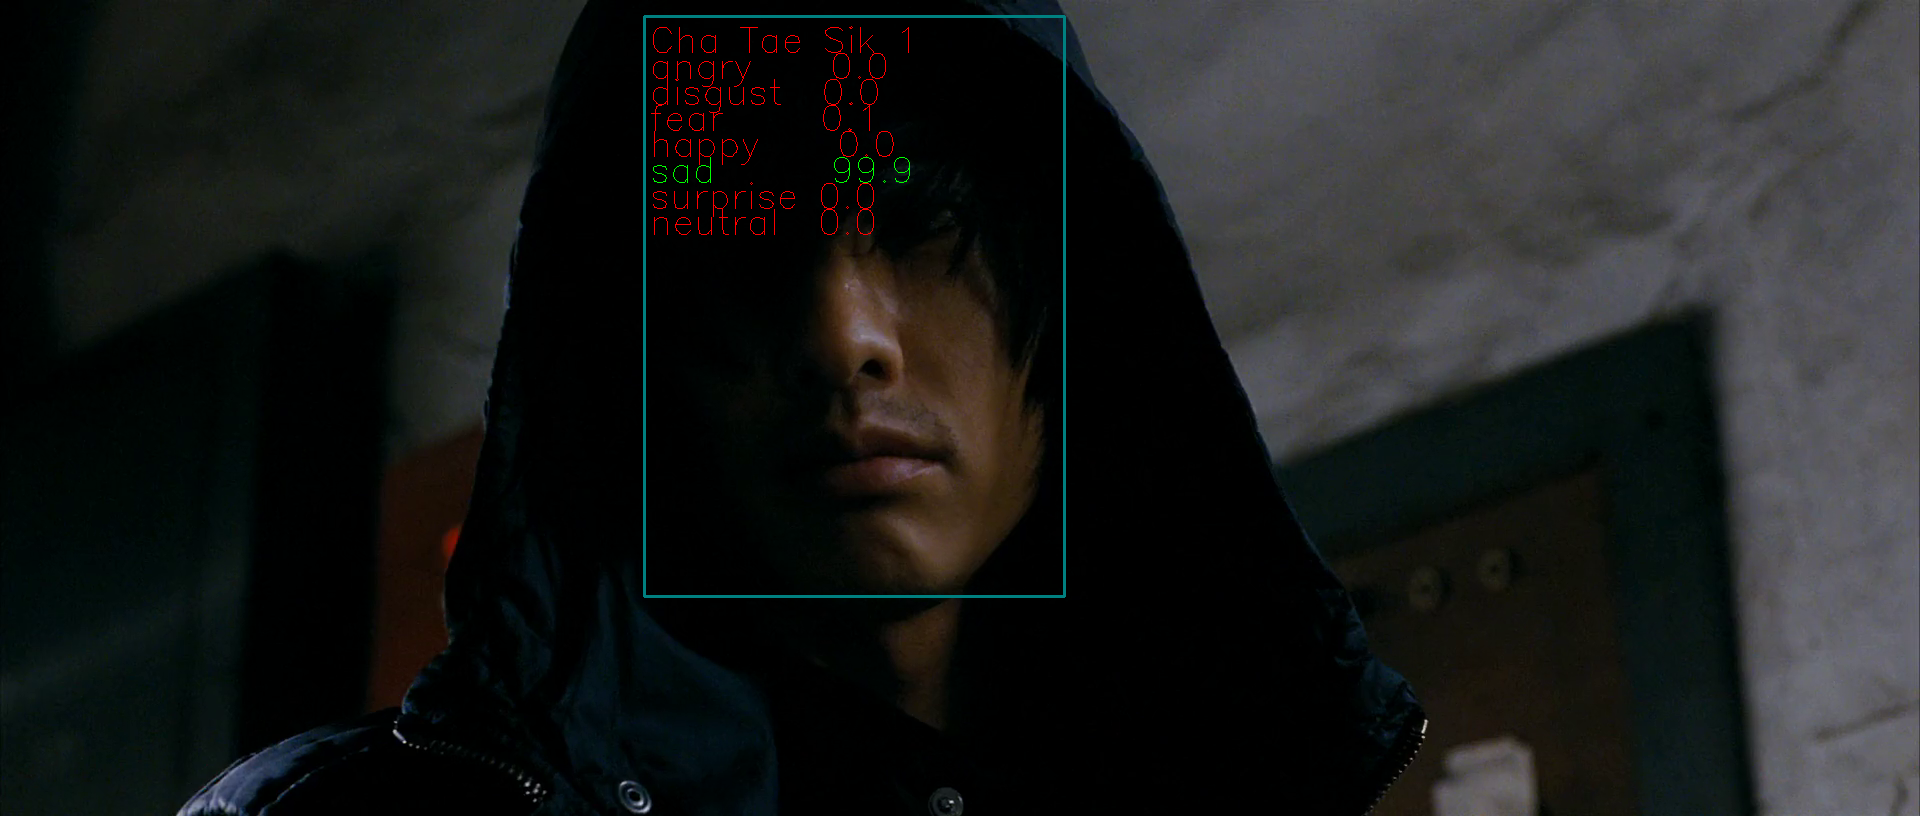 Cha Tae Sik 1
angry 0.0
disgust 0.0
fear 0.1
happy 0.0
sad . 99.9
surprise 0.0
neutral 0.0